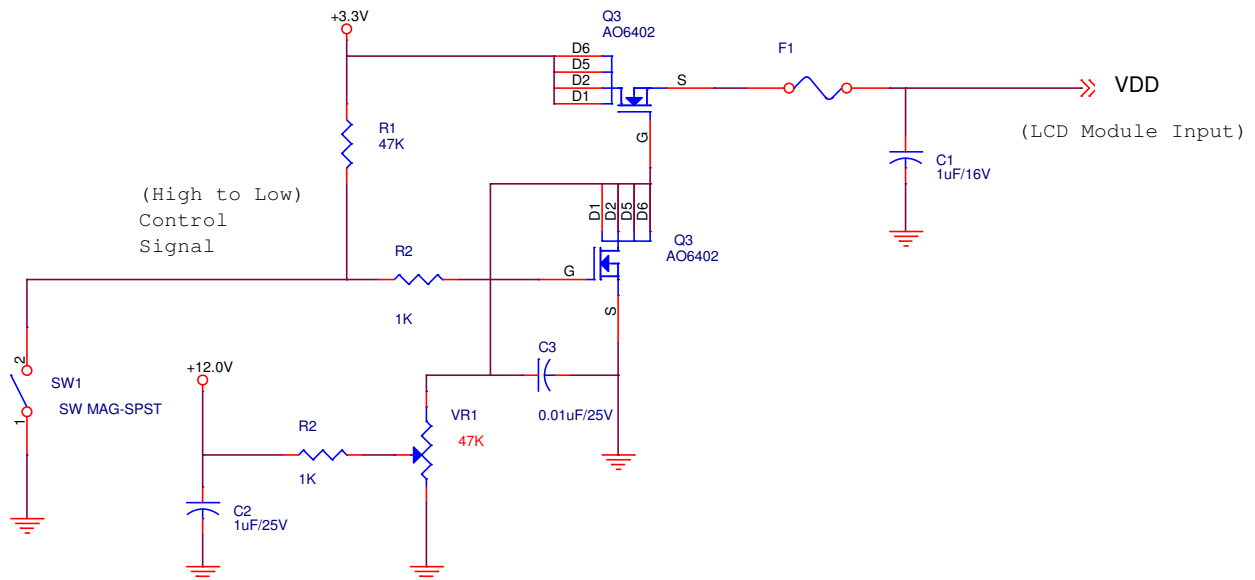 +3.3V
Q3
AO6402
F1
D6
D5
D2
D1
S
VDD
(LCD Module Input)
R1
47K
G
C1
1uF/16V
(High to Low)
Control
Signal
D1
D2
D5
D6
Q3
AO6402
R2
G
1K
S
C3
0.01uF/25V
2
SW1
SW MAG-SPST
1
+12.0V
VR1
47K
R2
1K
C2
1uF/25V